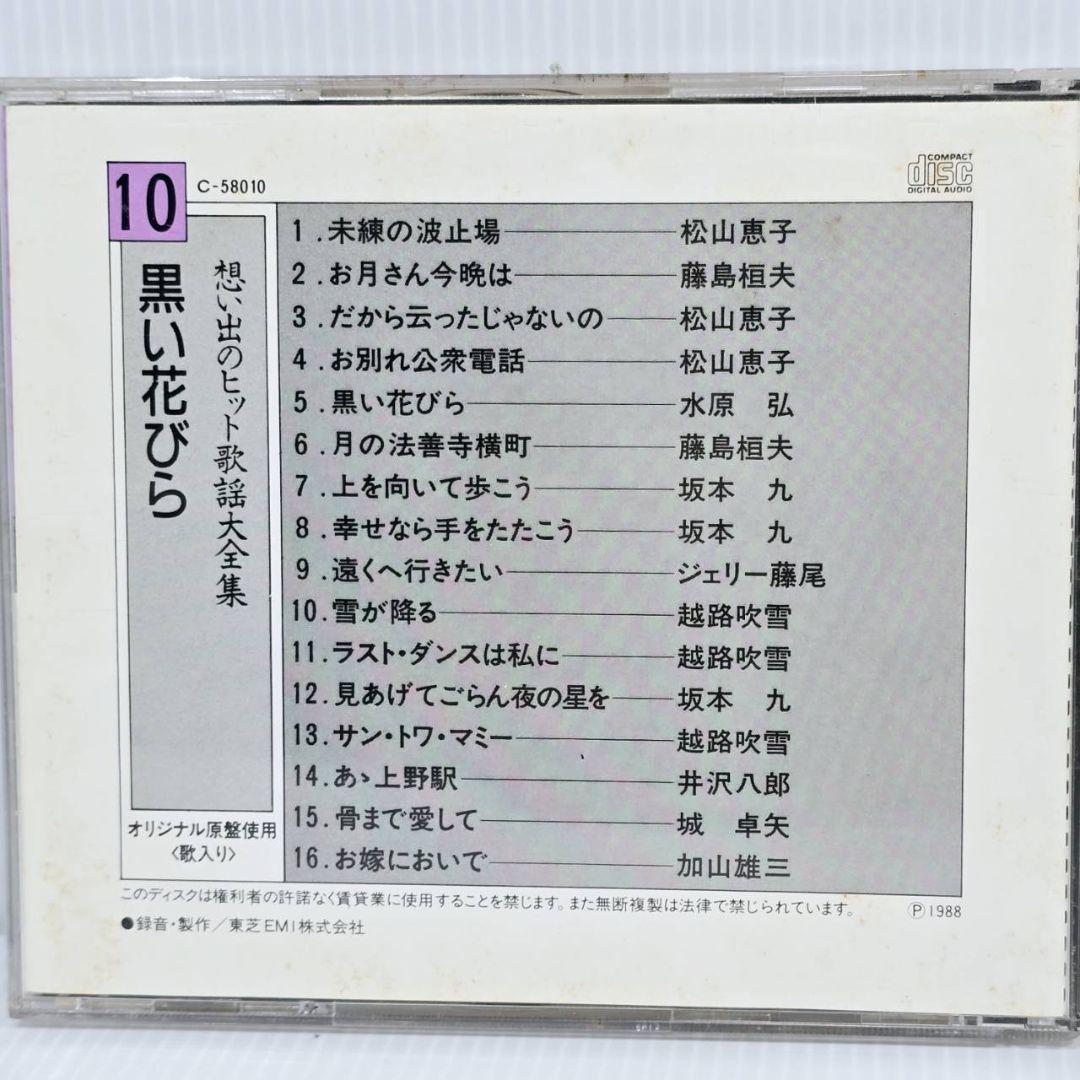 10
C-58010
COMPACT
disc
DIGITAL AUDIO
想い出のヒット歌謡大全集
黒い花びら
1.未練の波止場 松山恵子
2.お月さん今晩は 藤島桓夫
3.だから云ったじゃないの 松山恵子
4.お別れ公衆電話 松山恵子
5.黒い花びら 水原 弘
6.月の法善寺横町 藤島桓夫
7.上を向いて歩こう 坂本 九
8.幸せなら手をたたこう 坂本 九
9.遠くへ行きたい ジェリー藤尾
10.雪が降る 越路吹雪
11.ラスト・ダンスは私に 越路吹雪
12.見あげてごらん夜の星を 坂本 九
13.サン・トワ・マミー 越路吹雪
14.あゝ上野駅 井沢八郎
15.骨まで愛して 城 卓矢
16.お嫁においで 加山雄三
オリジナル原盤使用
〈歌入り〉
このディスクは権利者の許諾なく賃貸業に使用することを禁じます。また無断複製は法律で禁じられています。
Ⓟ1988
●録音・製作／東芝EMI株式会社